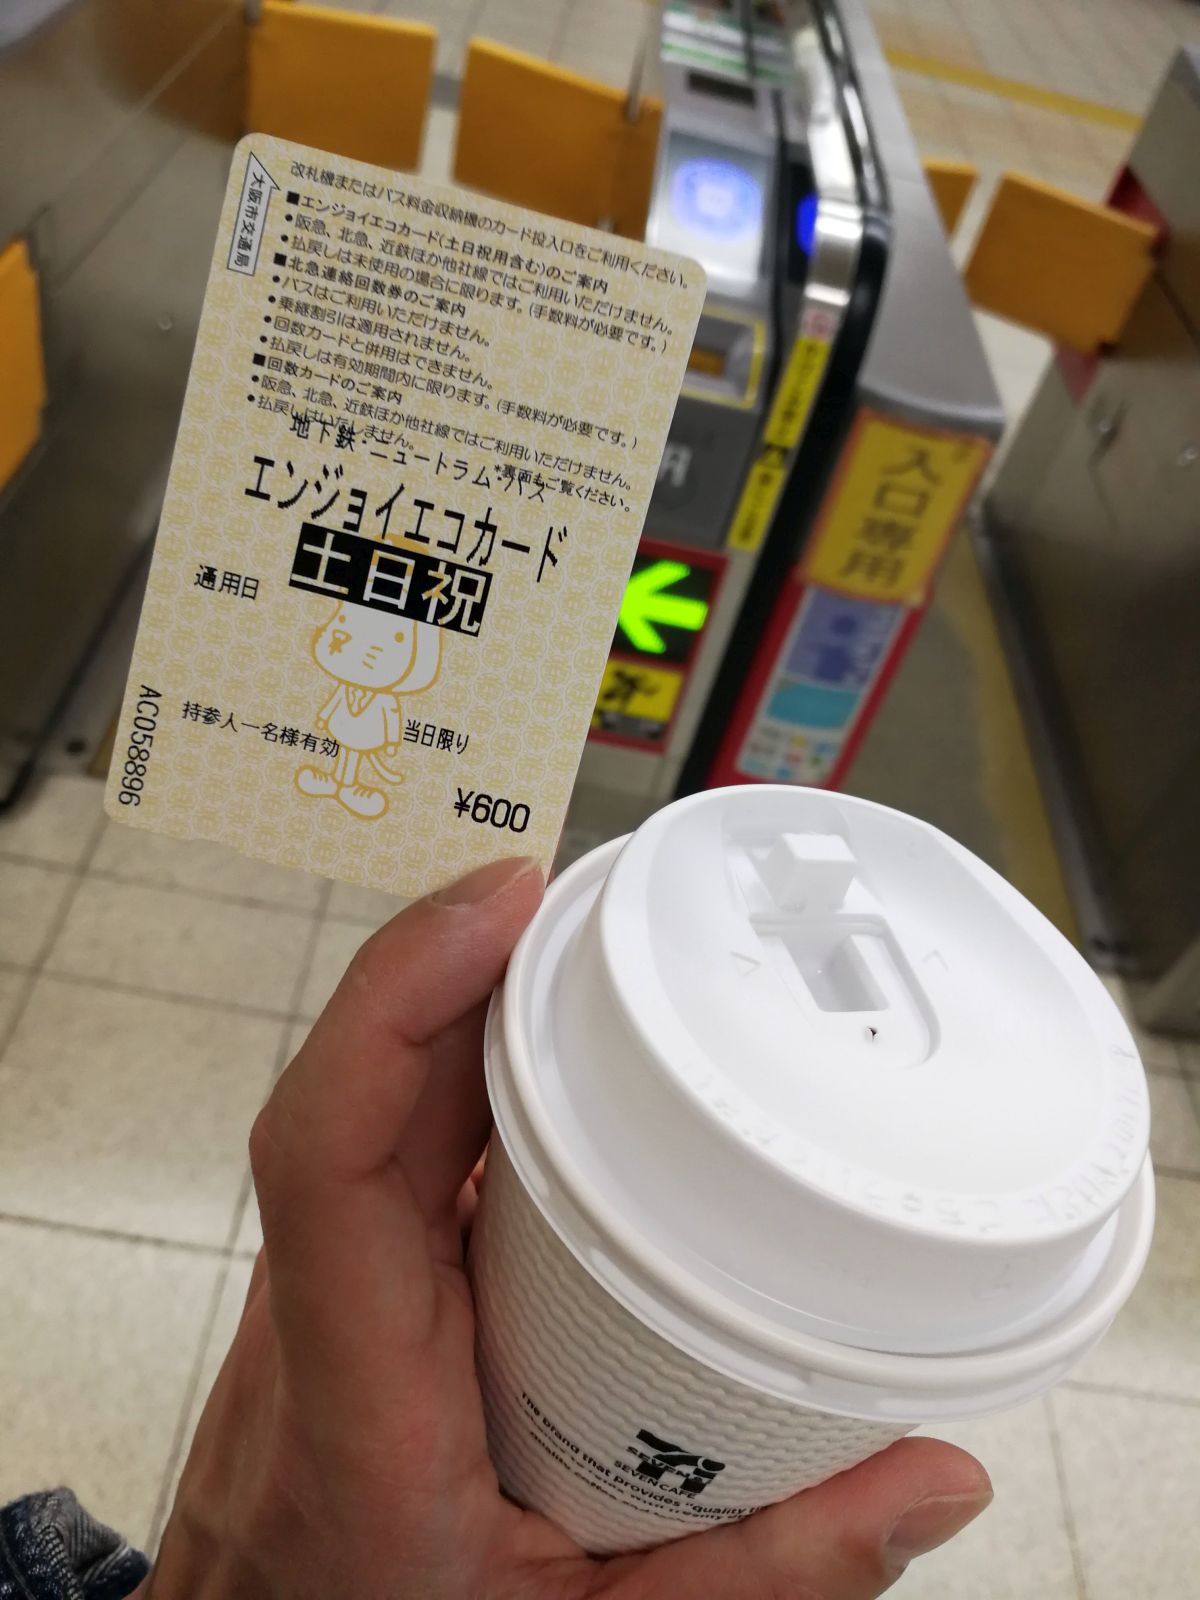 大阪市交通局
改札機またはバス料金収納機のカード投入口をご利用ください。
■エンジョイエコカード(土日祝用含む)のご案内
●阪急、北急、近鉄ほか他社線ではご利用いただけません。
●払戻しは未使用の場合に限ります。(手数料が必要です。)
■北急連絡回数券のご案内
●バスはご利用いただけません。
●乗継割引は適用されません。
●回数カードと併用はできません。
●払戻しは有効期間内に限ります。(手数料が必要です。)
■回数カードのご案内
●阪急、北急、近鉄ほか他社線ではご利用いただけません。
●払戻しはいたしません。
*裏面もご覧ください。
地下鉄・ニュートラム・バス
エンジョイエコカード
土日祝
通用日
持参人一名様有効
当日限り
¥600
AC058896
入口専用
SEVEN CAFÉ
The brand that provides "quality